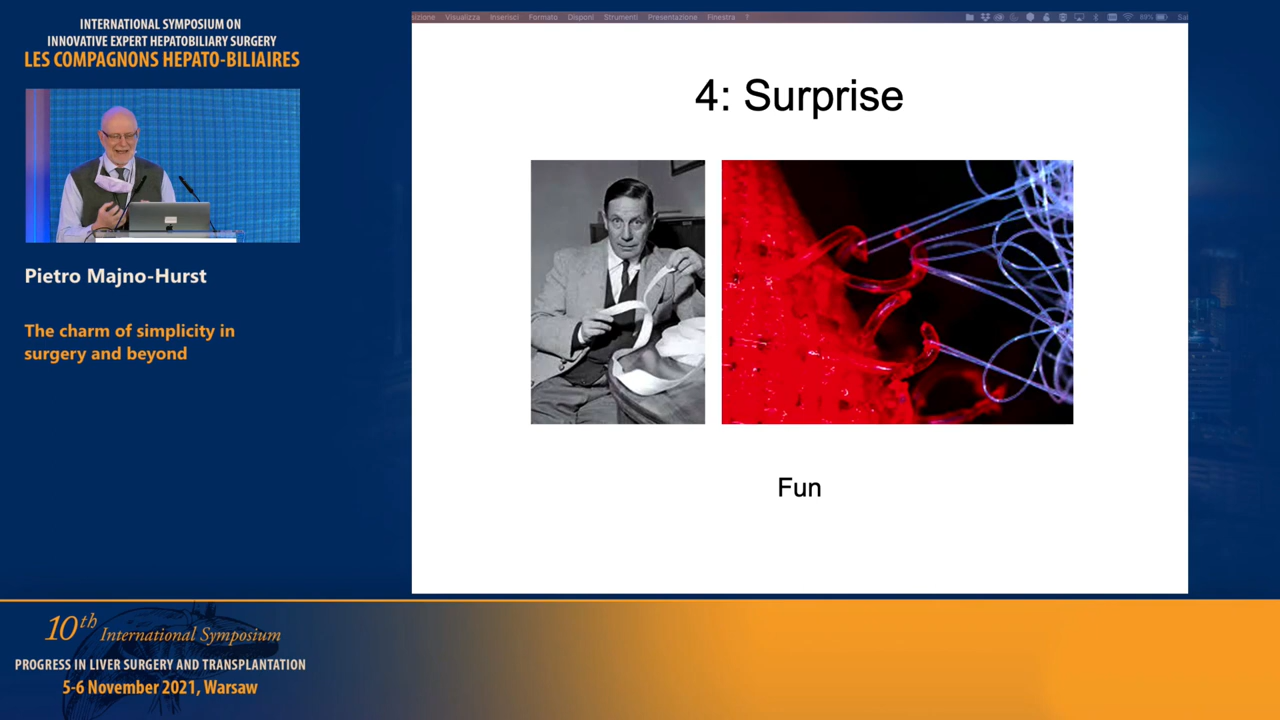 INTERNATIONAL SYMPOSIUM ON
INNOVATIVE EXPERT HEPATOBILIARY SURGERY
LES COMPAGNONS HEPATO-BILIAIRES
Pietro Majno-Hurst
The charm of simplicity in
surgery and beyond
Visualizza Inserisci Formato Disponi Strumenti Presentazione Finestra ?
4: Surprise
Fun
10th International Symposium
PROGRESS IN LIVER SURGERY AND TRANSPLANTATION
5-6 November 2021, Warsaw